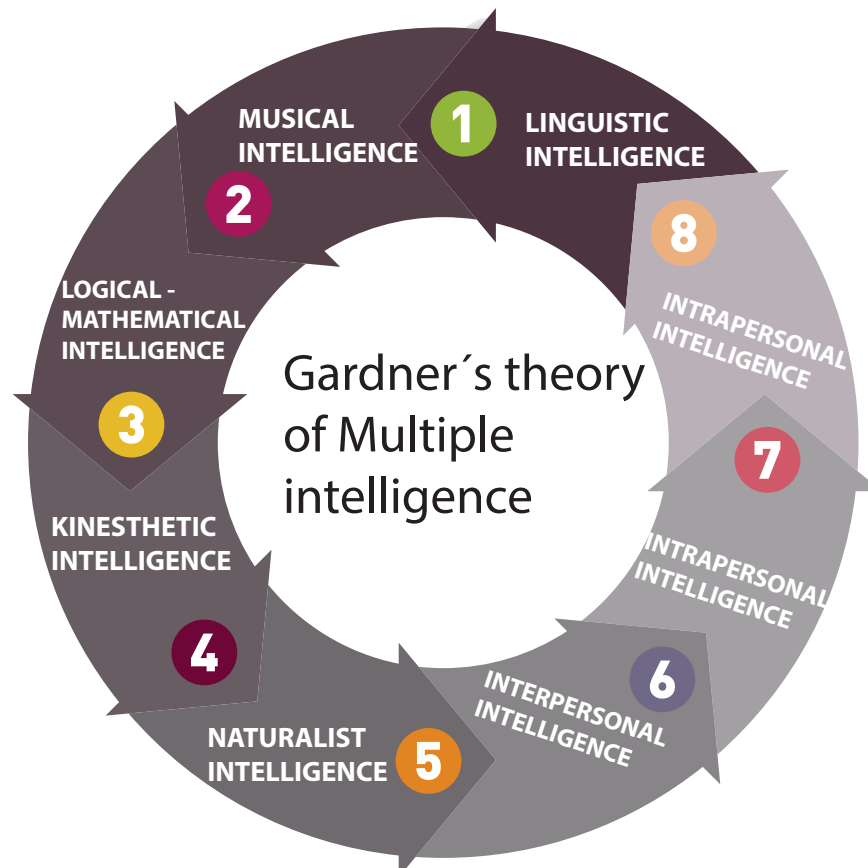 Gardner´s theory
of Multiple
intelligence
1
LINGUISTIC
INTELLIGENCE
2
MUSICAL
INTELLIGENCE
3
LOGICAL -
MATHEMATICAL
INTELLIGENCE
4
KINESTHETIC
INTELLIGENCE
5
NATURALIST
INTELLIGENCE
6
INTERPERSONAL
INTELLIGENCE
7
INTRAPERSONAL
INTELLIGENCE
8
INTRAPERSONAL
INTELLIGENCE